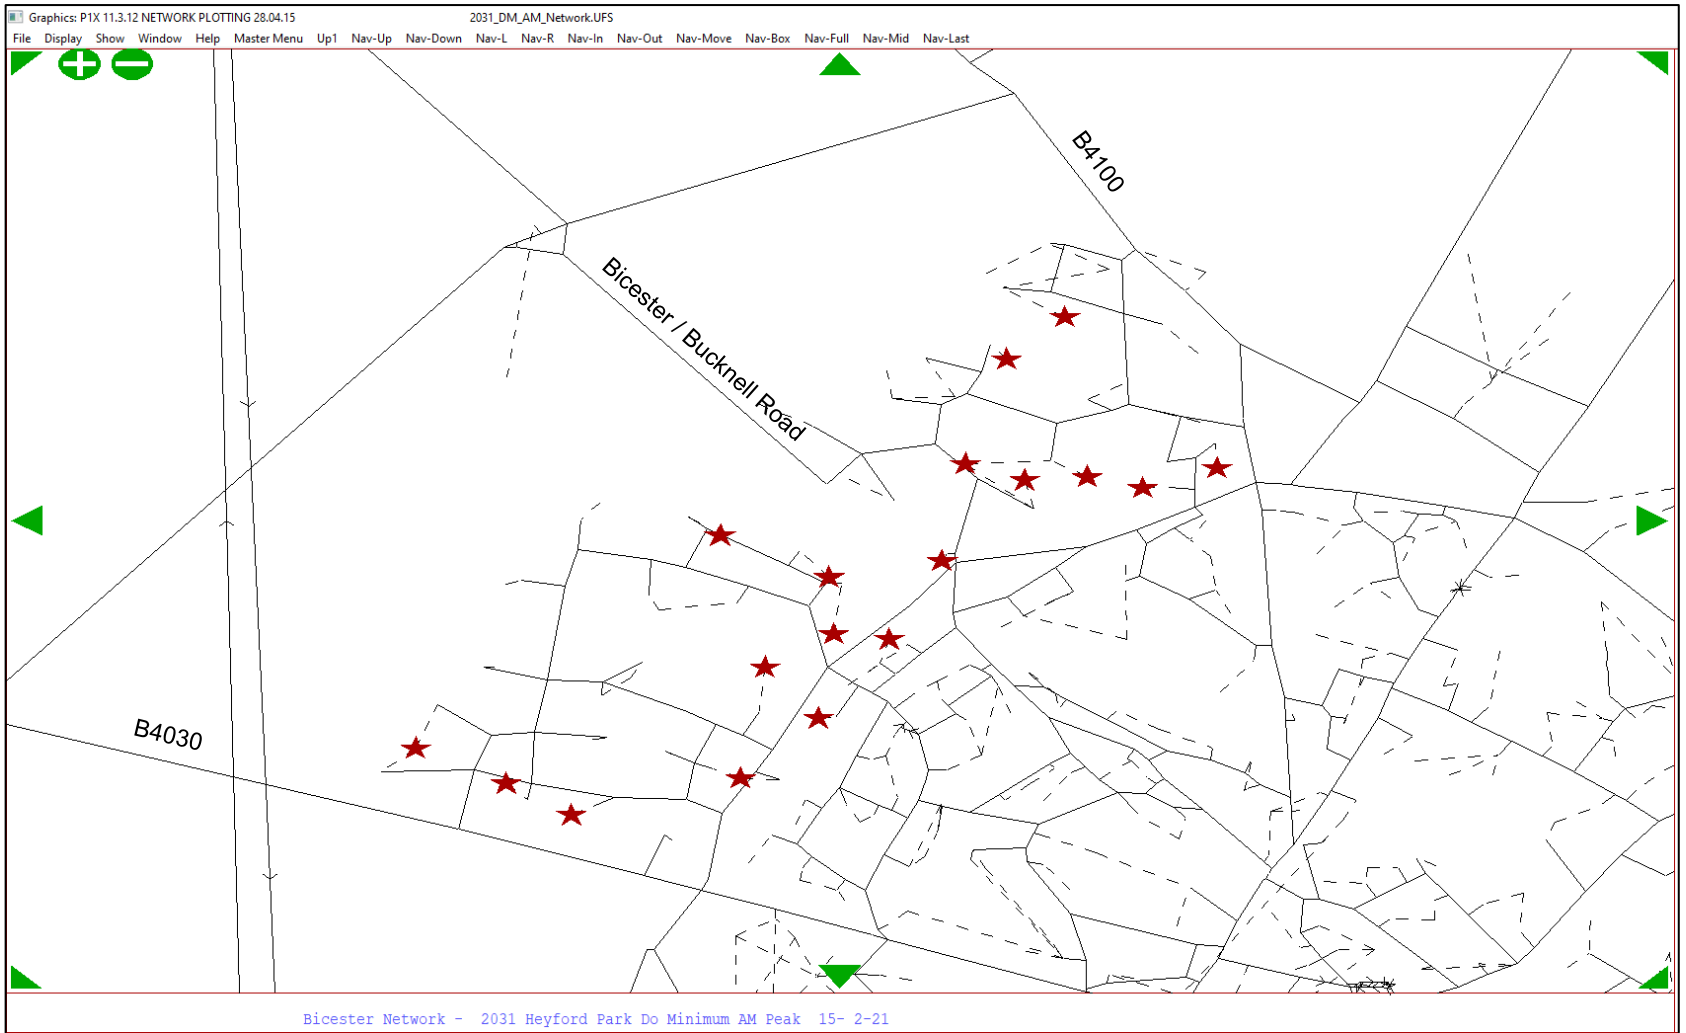 Graphics: P1X 11.3.12 NETWORK PLOTTING 28.04.15 2031_DM_AM_Network.UFS
File Display Show Window Help Master Menu Up1 Nav-Up Nav-Down Nav-L Nav-R Nav-In Nav-Out Nav-Move Nav-Box Nav-Full Nav-Mid Nav-Last
B4100
Bicester / Bucknell Road
B4030
Bicester Network - 2031 Heyford Park Do Minimum AM Peak 15- 2-21